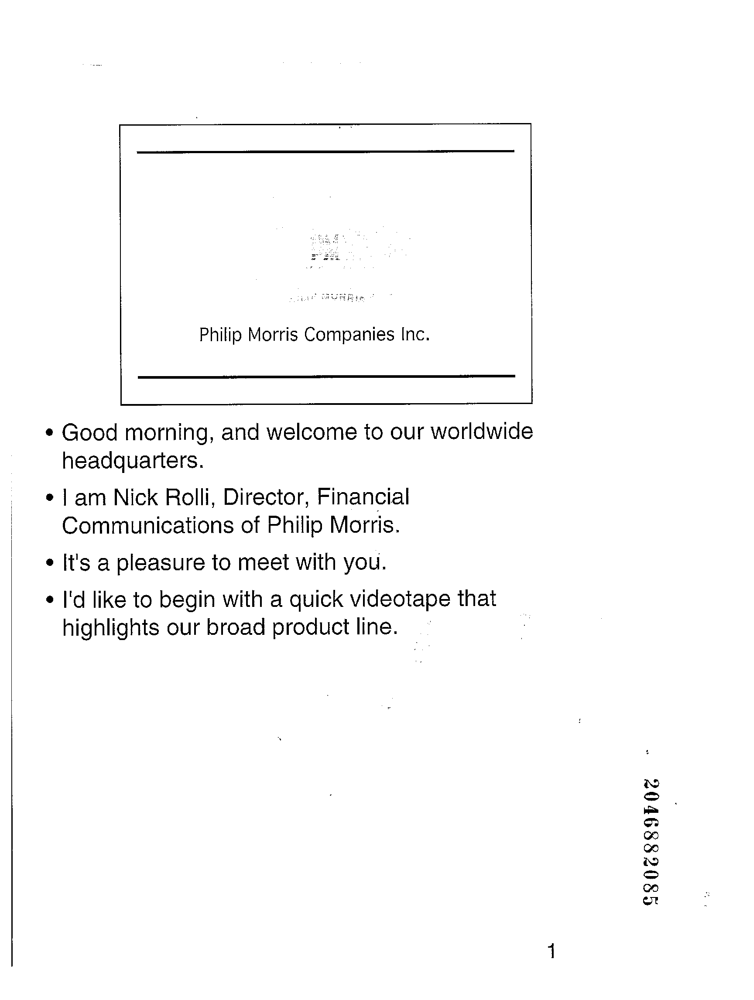 Philip Morris Companies Inc.
• Good morning, and welcome to our worldwide
headquarters.
• I am Nick Rolli, Director, Financial
Communications of Philip Morris.
• It's a pleasure to meet with you.
• I'd like to begin with a quick videotape that
highlights our broad product line.
2046882085
1